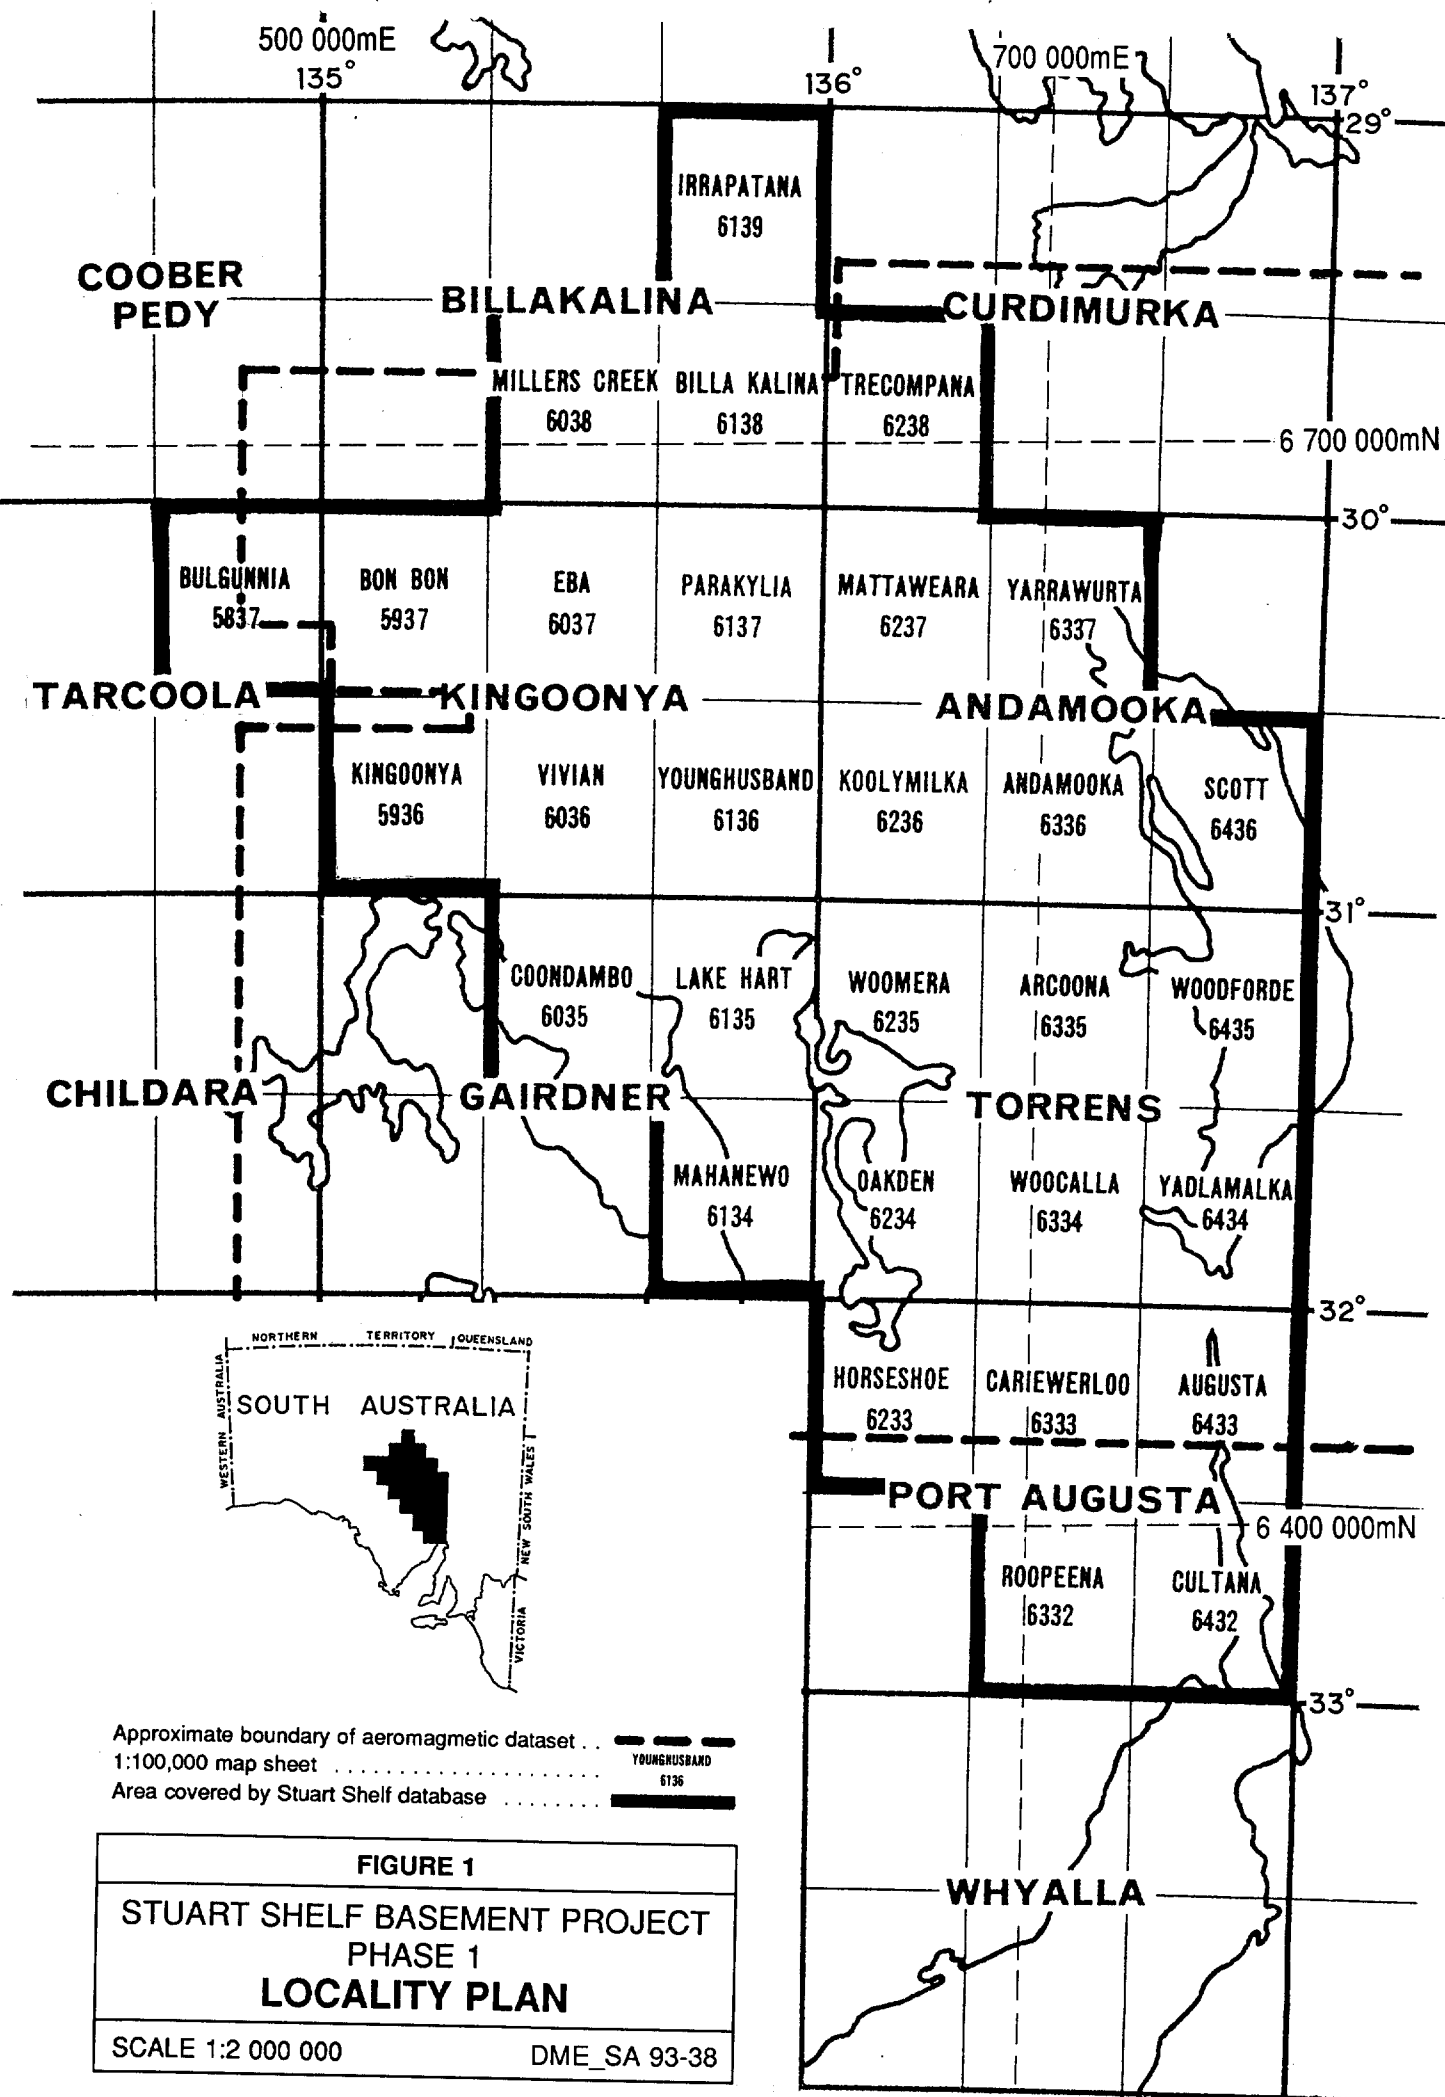 500 000mE
700 000mE
135°
136°
137°
29°
IRRAPATANA
6139
COOBER
PEDY
BILLAKALINA
CURDIMURKA
MILLERS CREEK
6038
BILLA KALINA
6138
TRECOMPANA
6238
6 700 000mN
30°
BULGUNNIA
5837
BON BON
5937
EBA
6037
PARAKYLIA
6137
MATTAWEARA
6237
YARRAWURTA
6337
TARCOOLA
KINGOONYA
ANDAMOOKA
KINGOONYA
5936
VIVIAN
6036
YOUNGHUSBAND
6136
KOOLYMILKA
6236
ANDAMOOKA
6336
SCOTT
6436
31°
COONDAMBO
6035
LAKE HART
6135
WOOMERA
6235
ARCOONA
6335
WOODFORDE
6435
CHILDARA
GAIRDNER
TORRENS
MAHANEWO
6134
OAKDEN
6234
WOOCALLA
6334
YADLAMALKA
6434
32°
HORSESHOE
6233
CARIEWERLOO
6333
AUGUSTA
6433
PORT AUGUSTA
6 400 000mN
ROOPEENA
6332
CULTANA
6432
33°
WHYALLA
NORTHERN TERRITORY
QUEENSLAND
WESTERN AUSTRALIA
SOUTH AUSTRALIA
NEW SOUTH WALES
VICTORIA
Approximate boundary of aeromagmetic dataset . .
1:100,000 map sheet . . . . . . . . . . . . . . . . . . . . . .
YOUNGHUSBAND
6136
Area covered by Stuart Shelf database . . . . . . . .
FIGURE 1
STUART SHELF BASEMENT PROJECT
PHASE 1
LOCALITY PLAN
SCALE 1:2 000 000
DME_SA 93-38